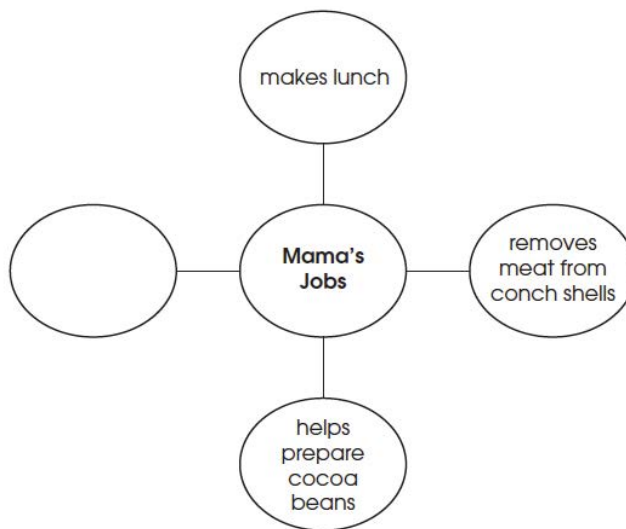 makes lunch
Mama’s
Jobs
removes
meat from
conch shells
helps
prepare
cocoa
beans